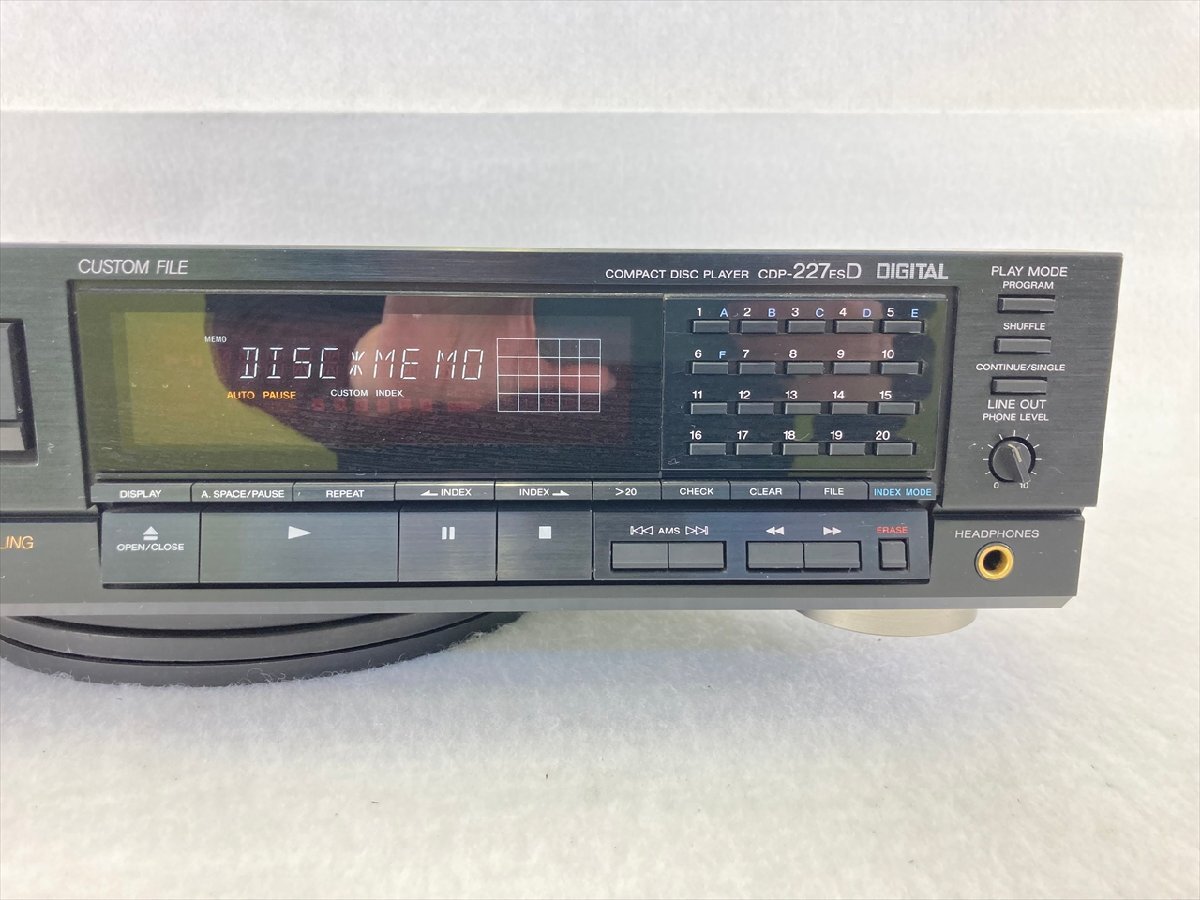 CUSTOM FILE
COMPACT DISC PLAYER CDP-227ESD DIGITAL
PLAY MODE
PROGRAM
SHUFFLE
CONTINUE/SINGLE
LINE OUT
PHONE LEVEL
0 10
MEMO
DISC*MEMO
AUTO PAUSE CUSTOM INDEX
1 A 2 B 3 C 4 D 5 E
6 F 7 8 9 10
11 12 13 14 15
16 17 18 19 20
DISPLAY A. SPACE/PAUSE REPEAT INDEX INDEX >20 CHECK CLEAR FILE INDEX MODE
OPEN/CLOSE
AMS
ERASE
HEADPHONES
LING